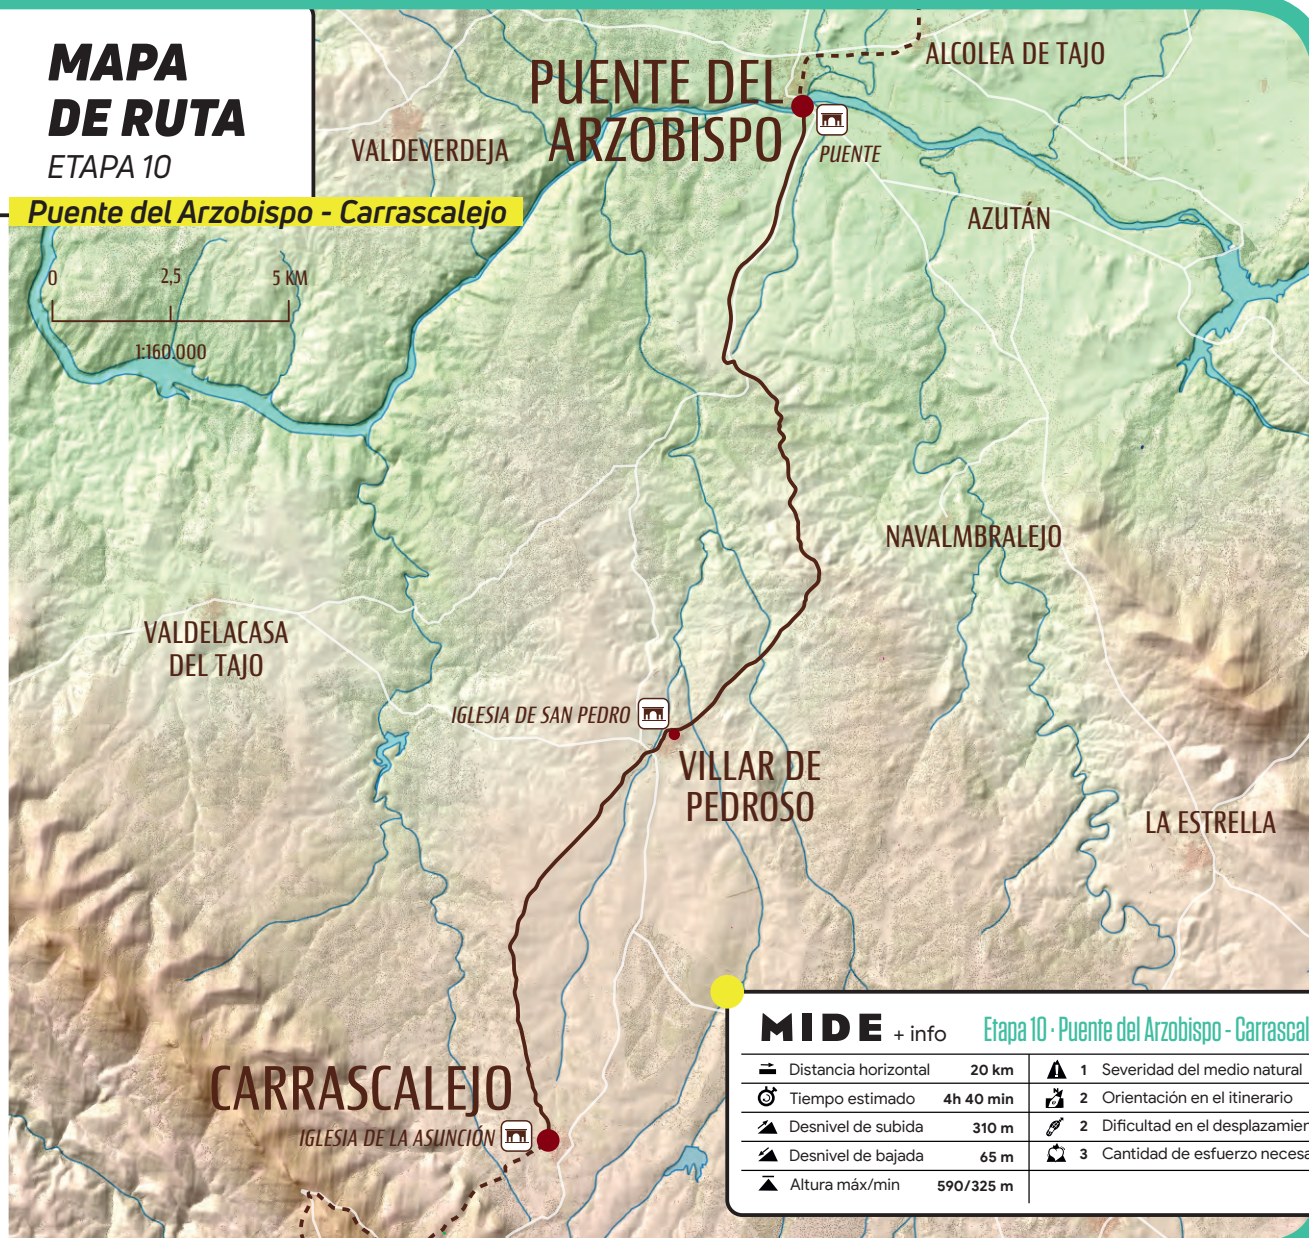 MAPA
DE RUTA
ETAPA 10
Puente del Arzobispo - Carrascalejo
0 2,5 5 KM
1:160.000
ALCOLEA DE TAJO
PUENTE DEL
ARZOBISPO
PUENTE
VALDEVERDEJA
AZUTÁN
NAVALMBRALEJO
VALDELACASA
DEL TAJO
IGLESIA DE SAN PEDRO
VILLAR DE
PEDROSO
LA ESTRELLA
CARRASCALEJO
IGLESIA DE LA ASUNCIÓN
MIDE + info Etapa 10 · Puente del Arzobispo - Carrascal
Distancia horizontal 20 km
Tiempo estimado 4h 40 min
Desnivel de subida 310 m
Desnivel de bajada 65 m
Altura máx/min 590/325 m
1 Severidad del medio natural
2 Orientación en el itinerario
2 Dificultad en el desplazamien
3 Cantidad de esfuerzo necesa